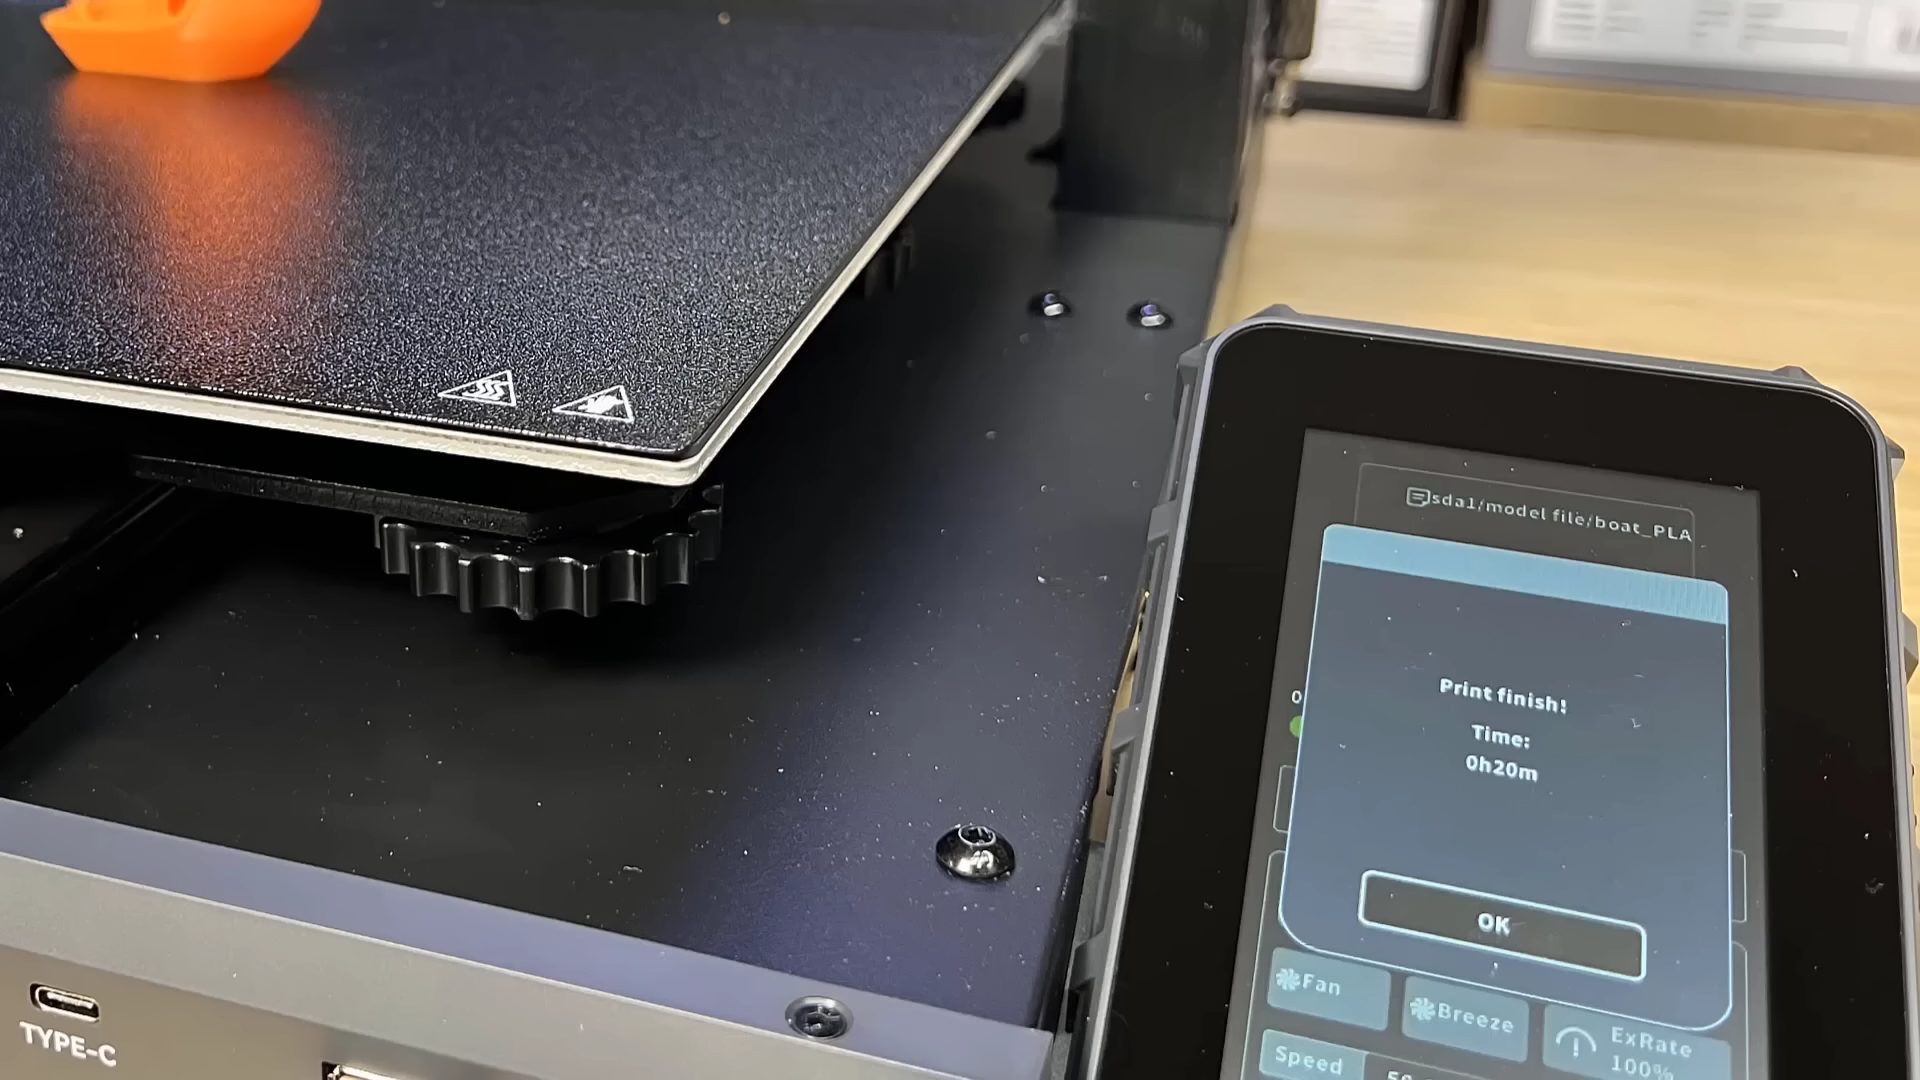 sda1/model file/boat_PLA
Print finish!
Time:
0h20m
OK
Fan
Breeze
ExRate
100%
Speed
TYPE-C